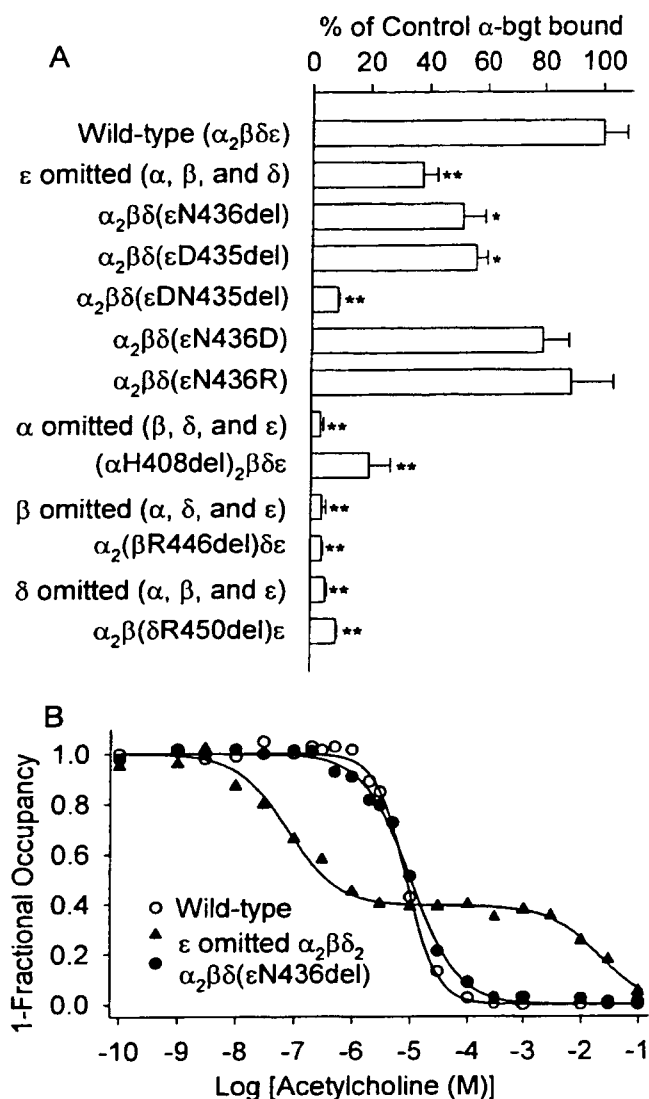 % of Control α-bgt bound
A
0 20 40 60 80 100
Wild-type (α₂βδε)
ε omitted (α, β, and δ)
**
α₂βδ(εN436del)
*
α₂βδ(εD435del)
*
α₂βδ(εDN435del)
**
α₂βδ(εN436D)
α₂βδ(εN436R)
α omitted (β, δ, and ε)
**
(αH408del)₂βδε
**
β omitted (α, δ, and ε)
**
α₂(βR446del)δε
**
δ omitted (α, β, and ε)
**
α₂β(δR450del)ε
**
B
1-Fractional Occupancy
1.0
0.8
0.6
0.4
0.2
0.0
Wild-type
ε omitted α₂βδ₂
α₂βδ(εN436del)
-10 -9 -8 -7 -6 -5 -4 -3 -2 -1
Log [Acetylcholine (M)]